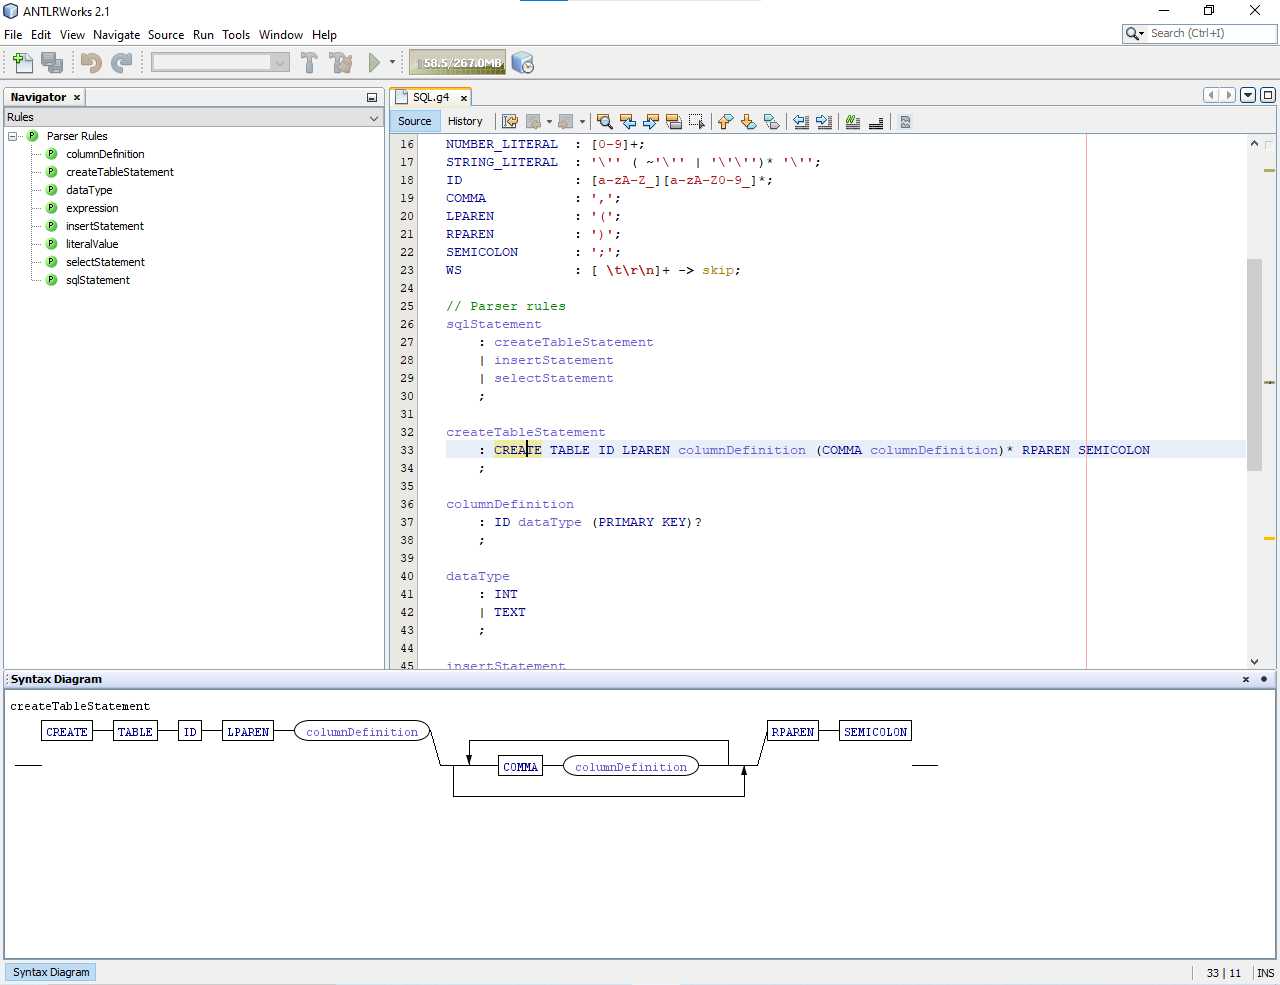 ANTLRWorks 2.1
File Edit View Navigate Source Run Tools Window Help
Search (Ctrl+I)
58.5/267.0MB
Navigator
SQL.g4
Rules
Source History
Parser Rules
columnDefinition
createTableStatement
dataType
expression
insertStatement
literalValue
selectStatement
sqlStatement
16 NUMBER_LITERAL : [0-9]+;
17 STRING_LITERAL : '\'' ( ~'\'' | '\'\'')* '\'';
18 ID : [a-zA-Z_][a-zA-Z0-9_]*;
19 COMMA : ',';
20 LPAREN : '(';
21 RPAREN : ')';
22 SEMICOLON : ';';
23 WS : [ \t\r\n]+ -> skip;
24
25 // Parser rules
26 sqlStatement
27 : createTableStatement
28 | insertStatement
29 | selectStatement
30 ;
31
32 createTableStatement
33 : CREATE TABLE ID LPAREN columnDefinition (COMMA columnDefinition)* RPAREN SEMICOLON
34 ;
35
36 columnDefinition
37 : ID dataType (PRIMARY KEY)?
38 ;
39
40 dataType
41 : INT
42 | TEXT
43 ;
44
45 insertStatement
Syntax Diagram
createTableStatement
CREATE TABLE ID LPAREN columnDefinition RPAREN SEMICOLON
COMMA columnDefinition
Syntax Diagram
33 | 11 INS